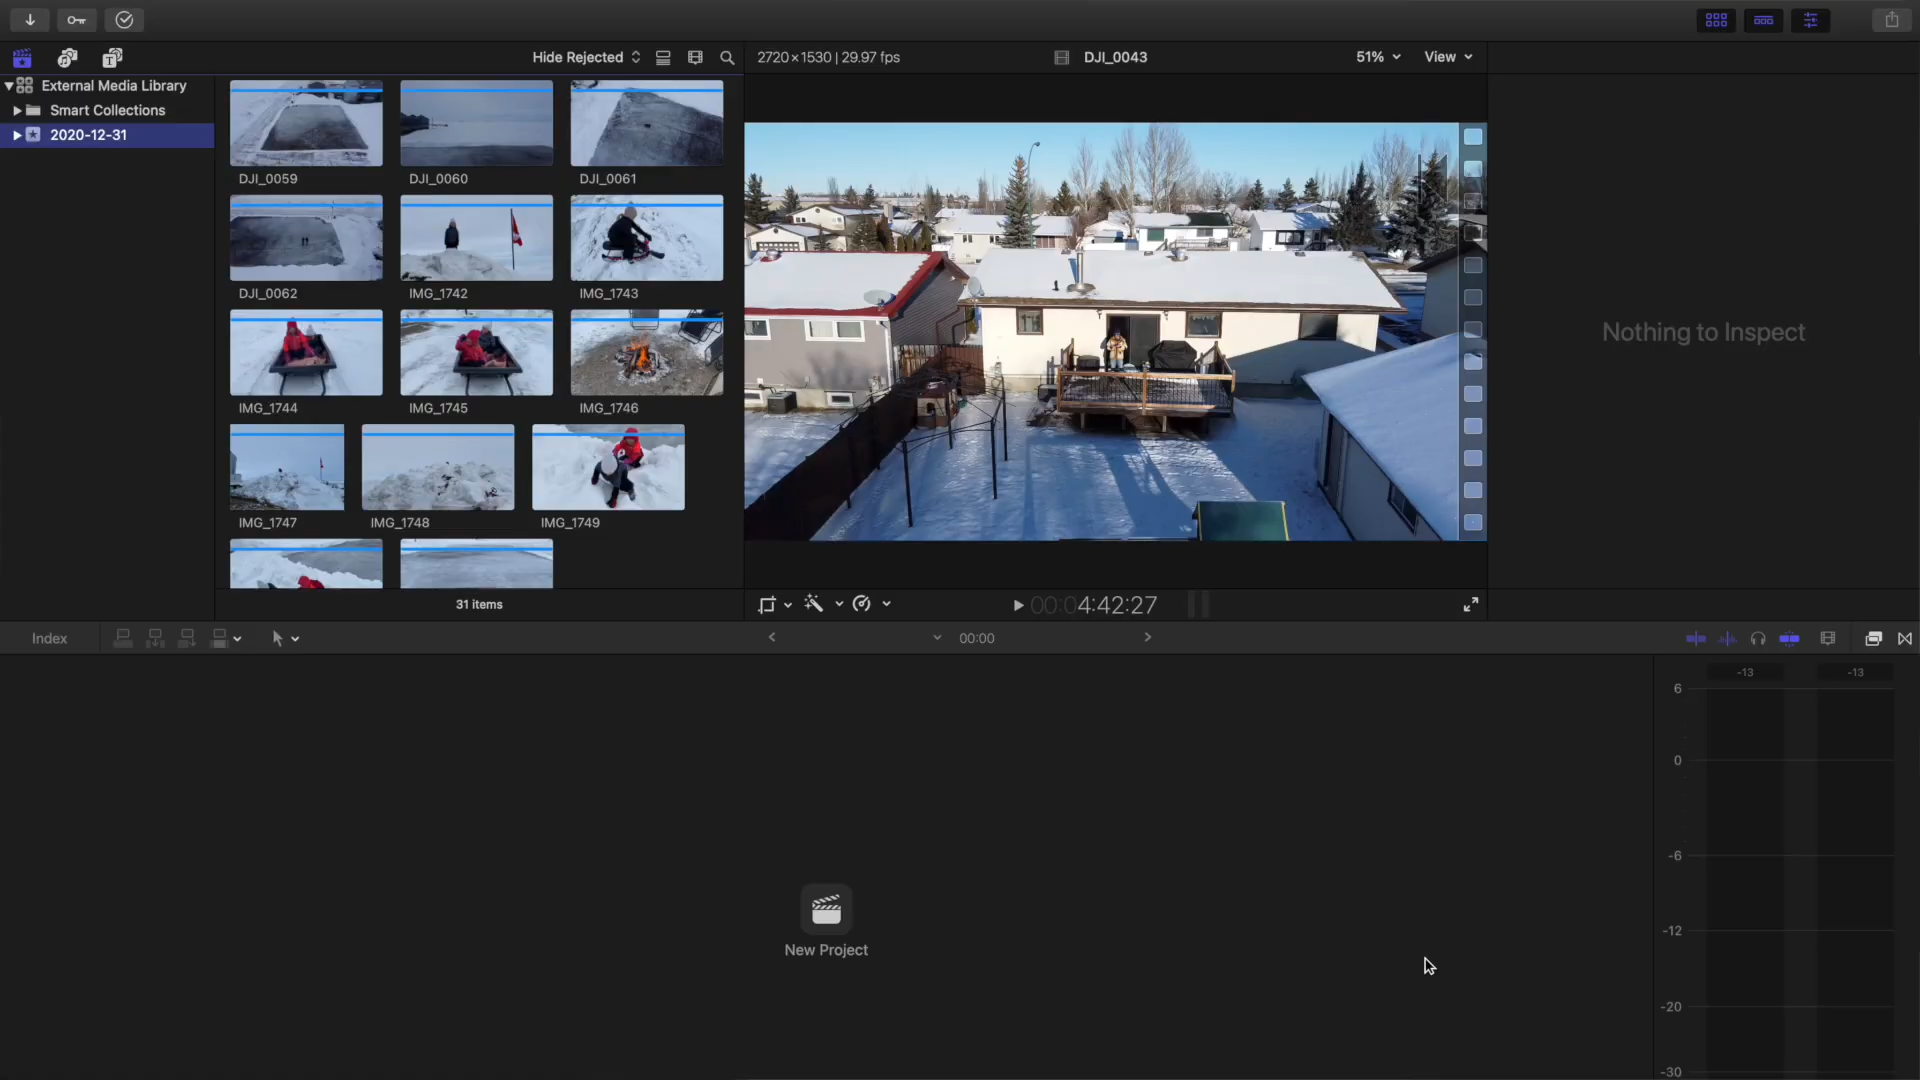 Hide Rejected
2720×1530 | 29.97 fps
DJI_0043
51%
View
External Media Library
Smart Collections
2020-12-31
DJI_0059
DJI_0060
DJI_0061
DJI_0062
IMG_1742
IMG_1743
IMG_1744
IMG_1745
IMG_1746
IMG_1747
IMG_1748
IMG_1749
31 items
00:04:42:27
Nothing to Inspect
Index
00:00
-13
-13
6
0
-6
-12
-20
-30
New Project